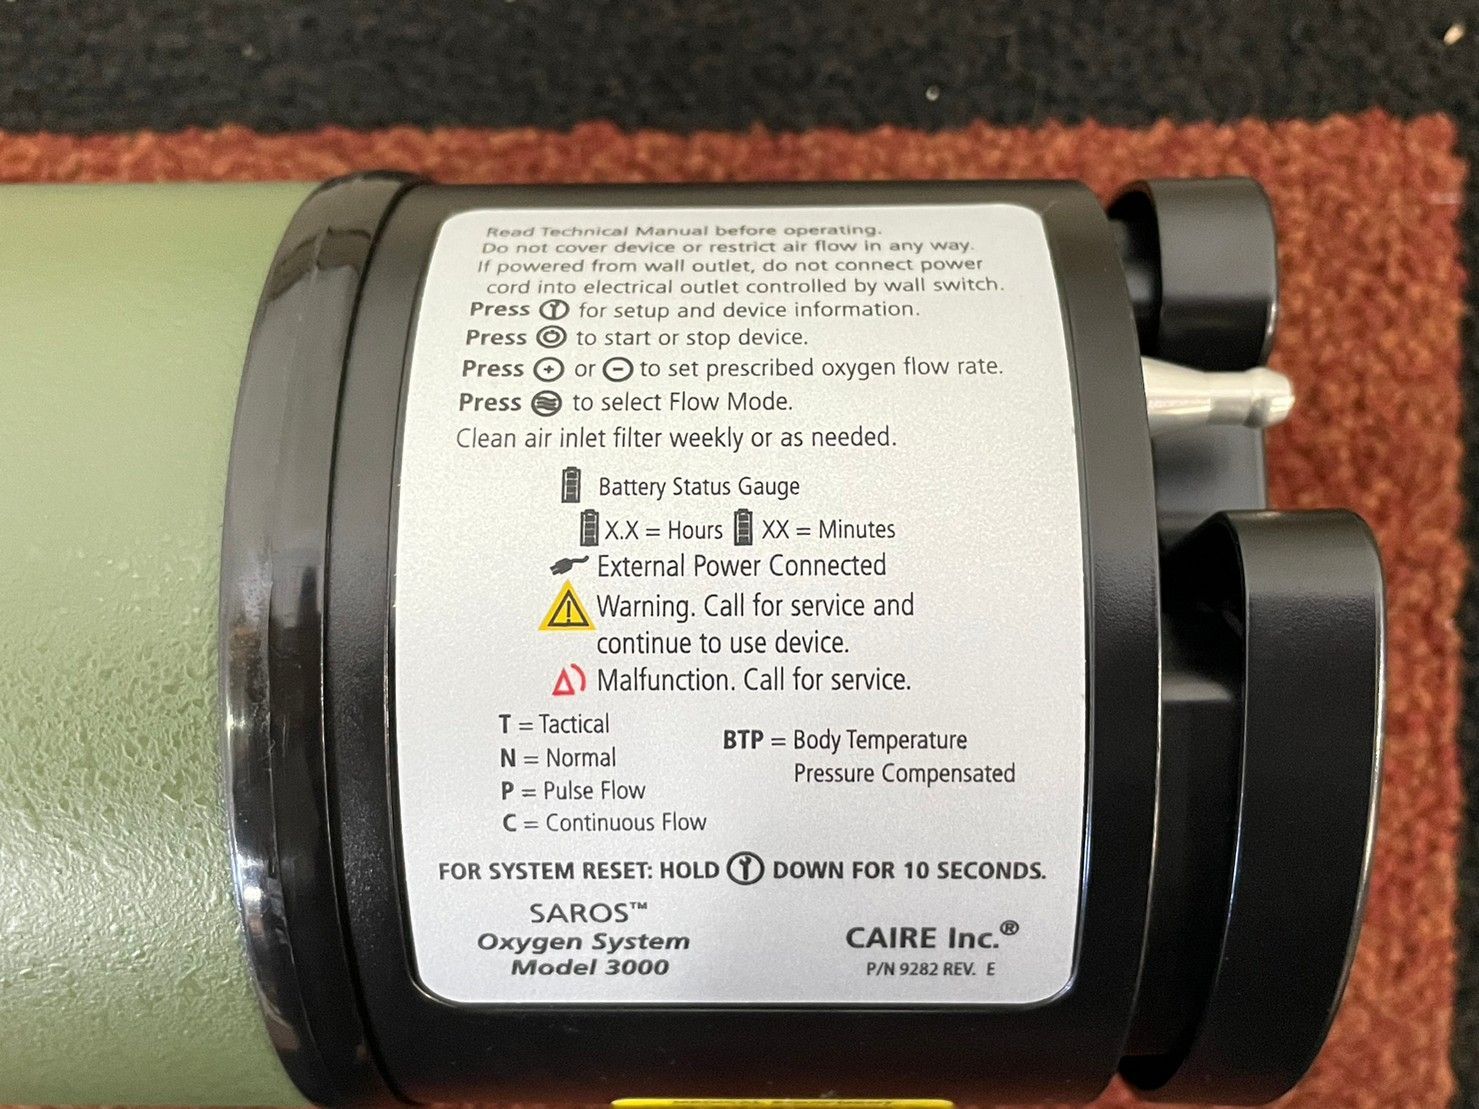 Read Technical Manual before operating.
Do not cover device or restrict air flow in any way.
If powered from wall outlet, do not connect power
cord into electrical outlet controlled by wall switch.
Press for setup and device information.
Press to start or stop device.
Press + or - to set prescribed oxygen flow rate.
Press to select Flow Mode.
Clean air inlet filter weekly or as needed.
Battery Status Gauge
X.X = Hours XX = Minutes
External Power Connected
Warning. Call for service and
continue to use device.
Malfunction. Call for service.
T = Tactical
N = Normal
P = Pulse Flow
C = Continuous Flow
BTP = Body Temperature
Pressure Compensated
FOR SYSTEM RESET: HOLD DOWN FOR 10 SECONDS.
SAROS™
Oxygen System
Model 3000
CAIRE Inc.®
P/N 9282 REV. E